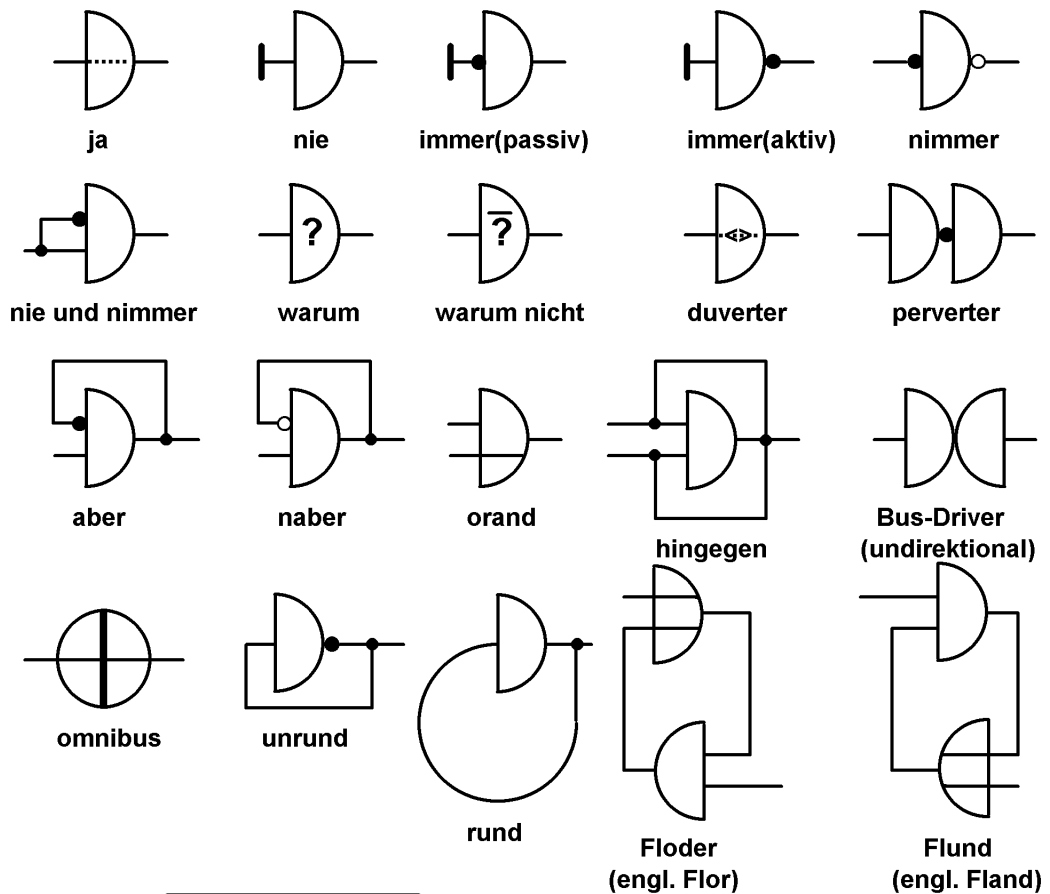 ja
nie
immer(passiv)
immer(aktiv)
nimmer
?
?
nie und nimmer
warum
warum nicht
duverter
perverter
aber
naber
orand
hingegen
Bus-Driver
(undirektional)
omnibus
unrund
rund
Floder
(engl. Flor)
Flund
(engl. Fland)